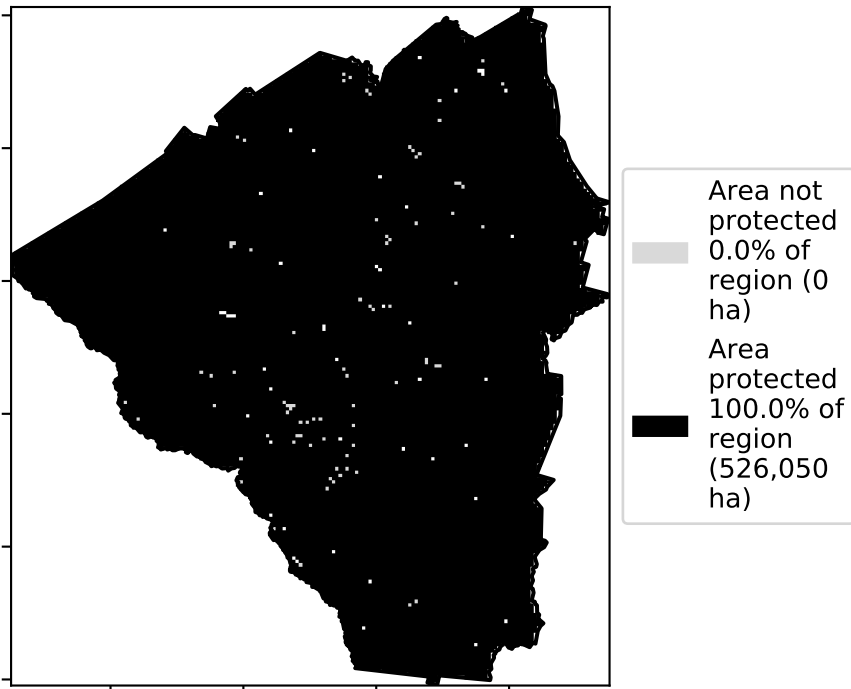 Area not
protected
0.0% of
region (0
ha)
Area
protected
100.0% of
region
(526,050
ha)